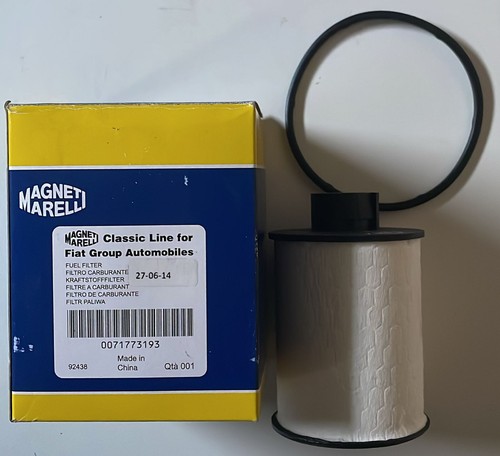 MAGNETI
MARELLI
MAGNETI
MARELLI
Classic Line for
Fiat Group Automobiles
FUEL FILTER
FILTRO CARBURANTE
KRAFTSTOFFFILTER
FILTRE A CARBURANT
FILTRO DE CARBURANTE
FILTR PALIWA
27-06-14
0071773193
92438
Made in
China
Qtà 001